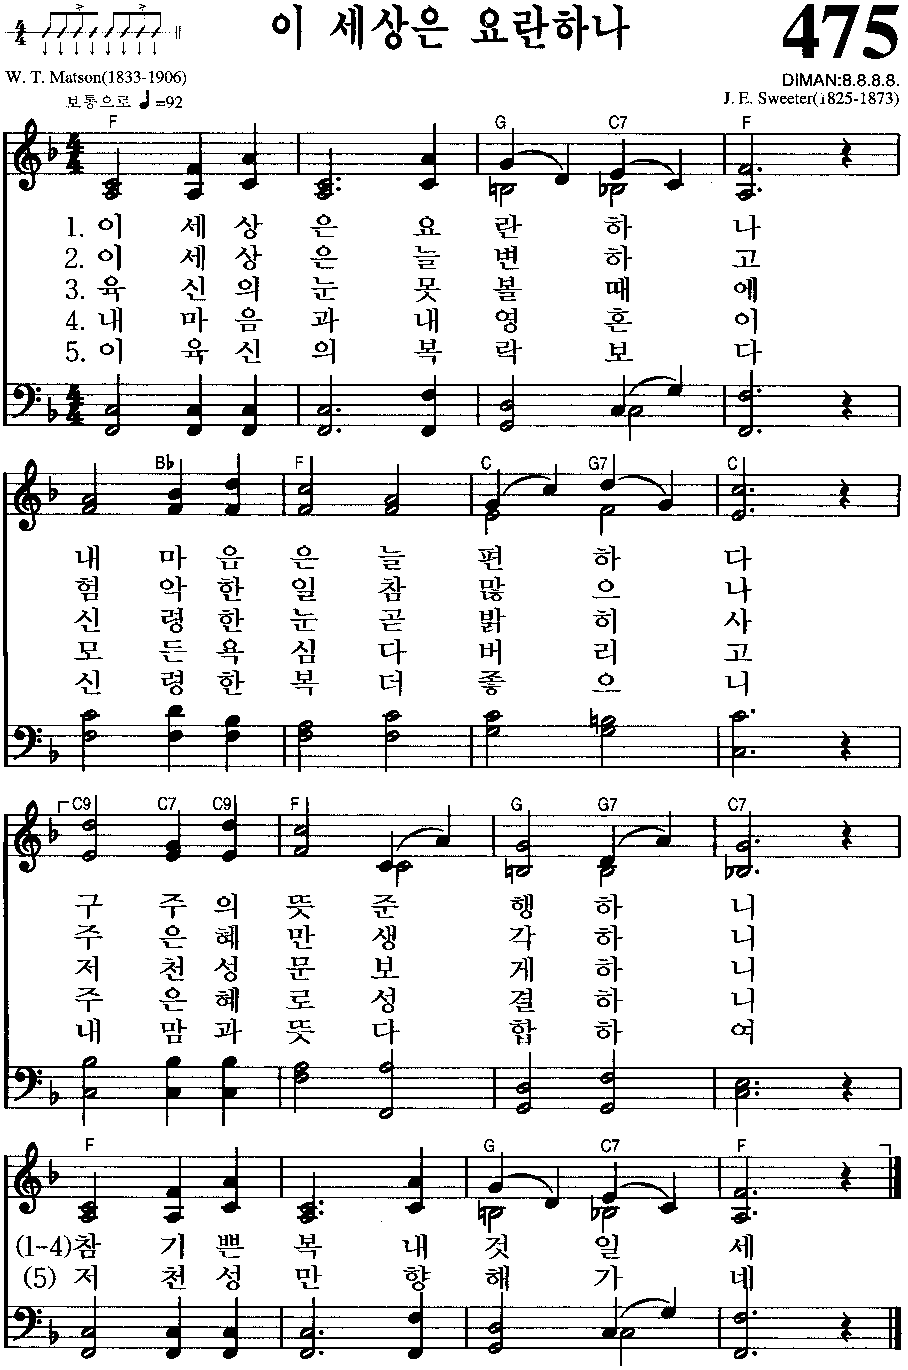 이 세상은 요란하나
475
W. T. Matson(1833-1906)
DIMAN:8.8.8.8.
보통으로 ♩=92
J. E. Sweeter(1825-1873)
4/4
F G C7 F
1. 이 세 상 은 요 란 하 나
2. 이 세 상 은 늘 변 하 고
3. 육 신 의 눈 못 볼 때 에
4. 내 마 음 과 내 영 혼 이
5. 이 육 신 의 복 락 보 다
B♭ F C G7 C
내 마 음 은 늘 편 하 다
험 악 한 일 참 많 으 나
신 령 한 눈 곧 밝 히 사
모 든 욕 심 다 버 리 고
신 령 한 복 더 좋 으 니
C9 C7 C9 F G G7 C7
구 주 의 뜻 준 행 하 니
주 은 혜 만 생 각 하 니
저 천 성 문 보 게 하 니
주 은 혜 로 성 결 하 니
내 맘 과 뜻 다 합 하 여
F G C7 F
(1-4)참 기 쁜 복 내 것 일 세
(5) 저 천 성 만 향 해 가 네